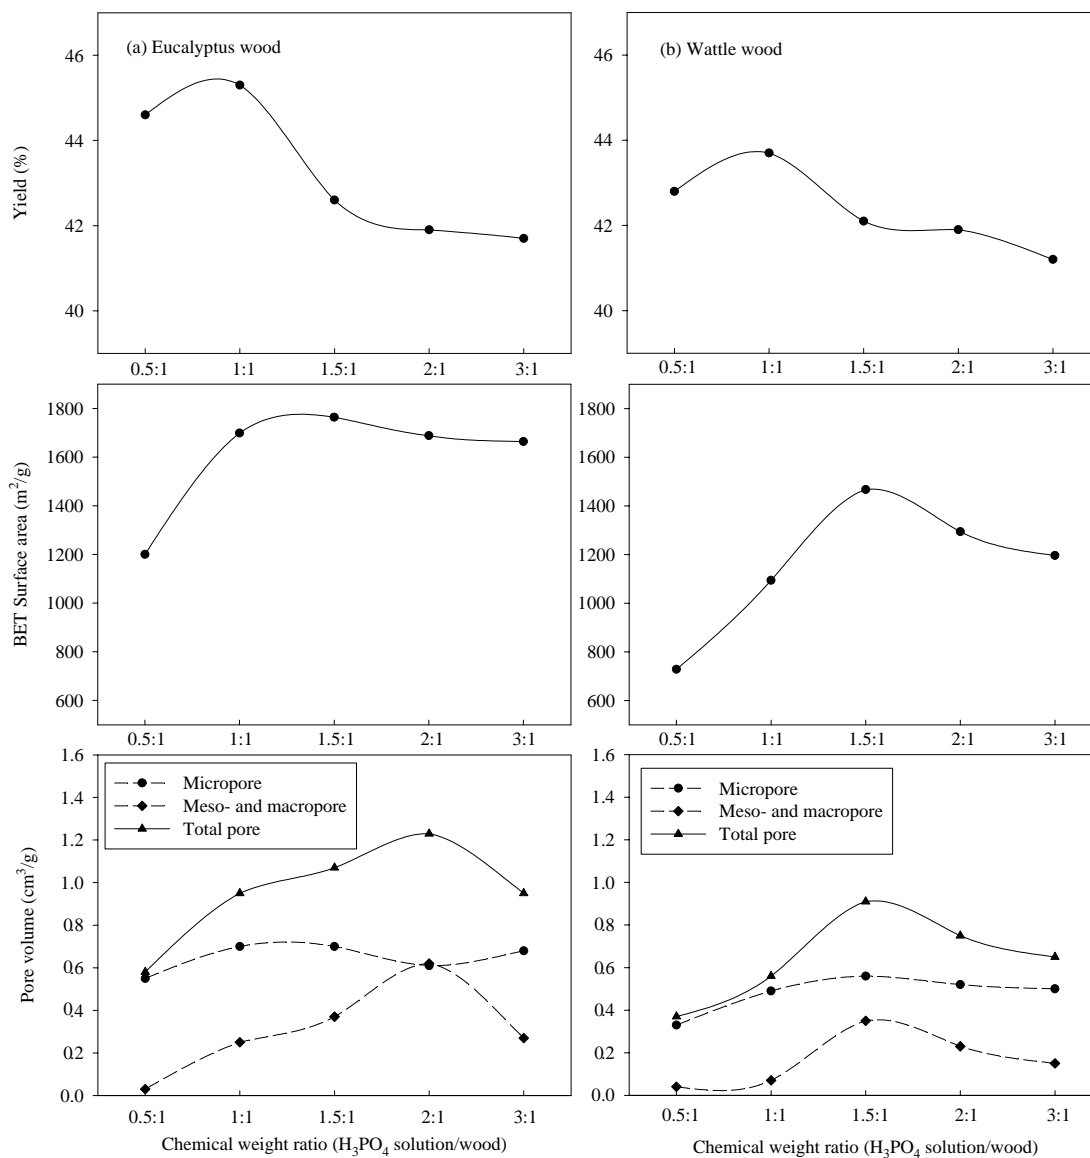 (a) Eucalyptus wood
Yield (%)
46
44
42
40
0.5:1 1:1 1.5:1 2:1 3:1
(b) Wattle wood
46
44
42
40
0.5:1 1:1 1.5:1 2:1 3:1
BET Surface area (m²/g)
1800
1600
1400
1200
1000
800
600
0.5:1 1:1 1.5:1 2:1 3:1
1800
1600
1400
1200
1000
800
600
0.5:1 1:1 1.5:1 2:1 3:1
Pore volume (cm³/g)
1.6
1.4
1.2
1.0
0.8
0.6
0.4
0.2
0.0
Micropore
Meso- and macropore
Total pore
0.5:1 1:1 1.5:1 2:1 3:1
Chemical weight ratio (H₃PO₄ solution/wood)
1.6
1.4
1.2
1.0
0.8
0.6
0.4
0.2
0.0
Micropore
Meso- and macropore
Total pore
0.5:1 1:1 1.5:1 2:1 3:1
Chemical weight ratio (H₃PO₄ solution/wood)